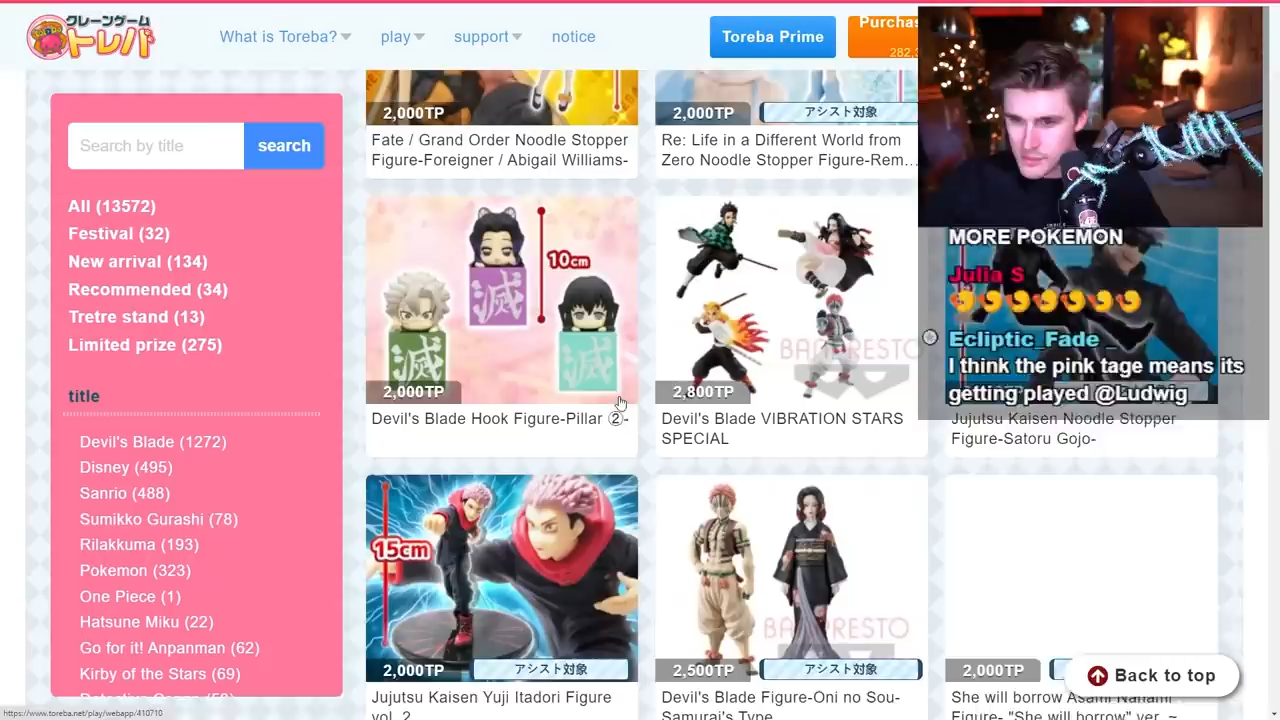 クレーンゲーム
トレバ
What is Toreba?
play
support
notice
Toreba Prime
Purchas
282,3
Search by title
search
All (13572)
Festival (32)
New arrival (134)
Recommended (34)
Tretre stand (13)
Limited prize (275)
title
Devil's Blade (1272)
Disney (495)
Sanrio (488)
Sumikko Gurashi (78)
Rilakkuma (193)
Pokemon (323)
One Piece (1)
Hatsune Miku (22)
Go for it! Anpanman (62)
Kirby of the Stars (69)
2,000TP
Fate / Grand Order Noodle Stopper
Figure-Foreigner / Abigail Williams-
2,000TP
アシスト対象
Re: Life in a Different World from
Zero Noodle Stopper Figure-Rem…
10cm
滅
滅
滅
2,000TP
Devil's Blade Hook Figure-Pillar ②-
BANPRESTO
2,800TP
Devil's Blade VIBRATION STARS
SPECIAL
MORE POKEMON
Julia S
Ecliptic_Fade _
I think the pink tage means its
getting played @Ludwig
Jujutsu Kaisen Noodle Stopper
Figure-Satoru Gojo-
15cm
2,000TP
アシスト対象
Jujutsu Kaisen Yuji Itadori Figure
vol. 2
BANPRESTO
2,500TP
アシスト対象
Devil's Blade Figure-Oni no Sou-
Samurai's Type
2,000TP
She will borrow Asami Nanami
Figure- "She will borrow" ver. ~
Back to top
https://www.toreba.net/play/webapp/410710